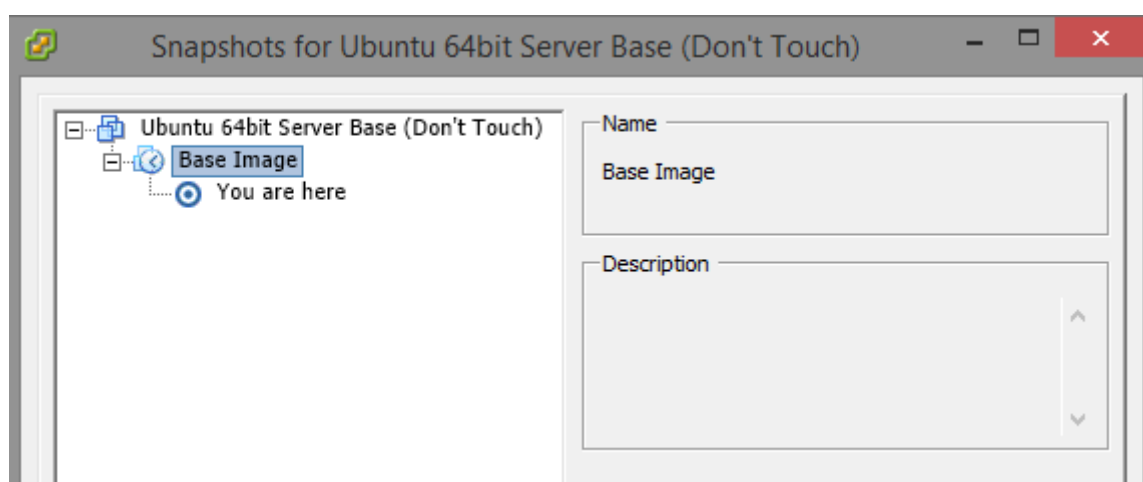 Snapshots for Ubuntu 64bit Server Base (Don't Touch)
Ubuntu 64bit Server Base (Don't Touch)
Base Image
You are here
Name
Base Image
Description